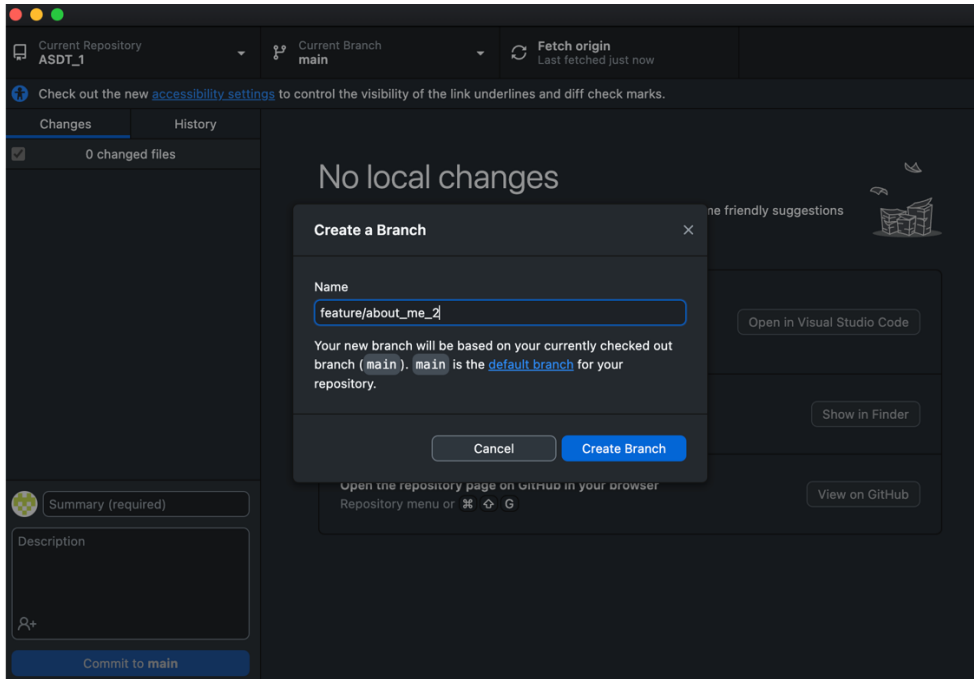 Current Repository
ASDT_1
Current Branch
main
Fetch origin
Last fetched just now
Check out the new accessibility settings to control the visibility of the link underlines and diff check marks.
Changes
History
0 changed files
No local changes
friendly suggestions
Create a Branch
Name
feature/about_me_2
Your new branch will be based on your currently checked out
branch (main). main is the default branch for your
repository.
Cancel
Create Branch
Open in Visual Studio Code
Show in Finder
Open the repository page on GitHub in your browser
Repository menu or ⌘ ⇧ G
View on GitHub
Summary (required)
Description
Commit to main